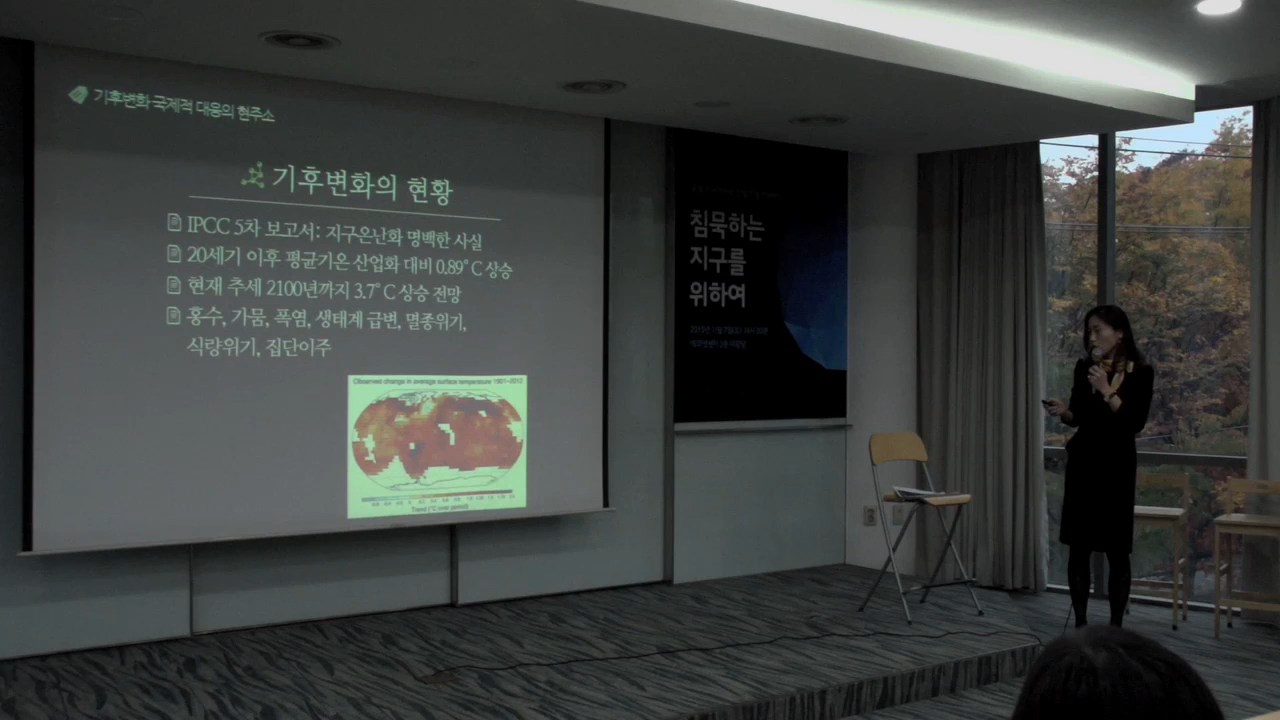 기후변화 국제적 대응의 현주소
기후변화의 현황
IPCC 5차 보고서: 지구온난화 명백한 사실
20세기 이후 평균기온 산업화 대비 0.89°C 상승
현재 추세 2100년까지 3.7°C 상승 전망
홍수, 가뭄, 폭염, 생태계 급변, 멸종위기,
식량위기, 집단이주
Observed change in average surface temperature 1901–2012
Trend (°C over period)
침묵하는
지구를
위하여